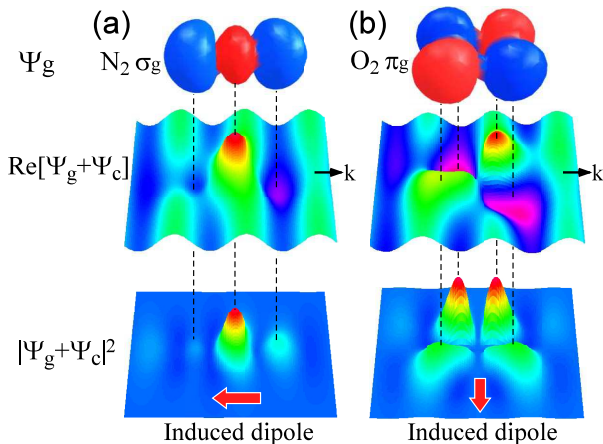 (a) (b)
Ψg N2 σg O2 πg
Re[Ψg+Ψc] k k
|Ψg+Ψc|²
Induced dipole Induced dipole